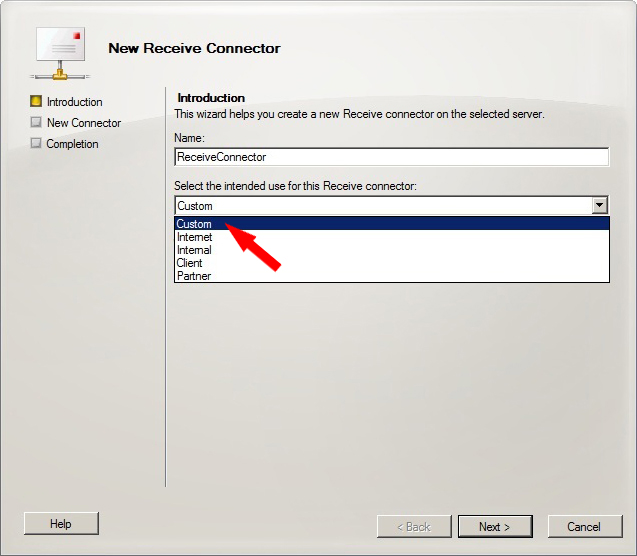 New Receive Connector
Introduction
New Connector
Completion
Introduction
This wizard helps you create a new Receive connector on the selected server.
Name:
ReceiveConnector
Select the intended use for this Receive connector:
Custom
Custom
Internet
Internal
Client
Partner
Help
< Back
Next >
Cancel